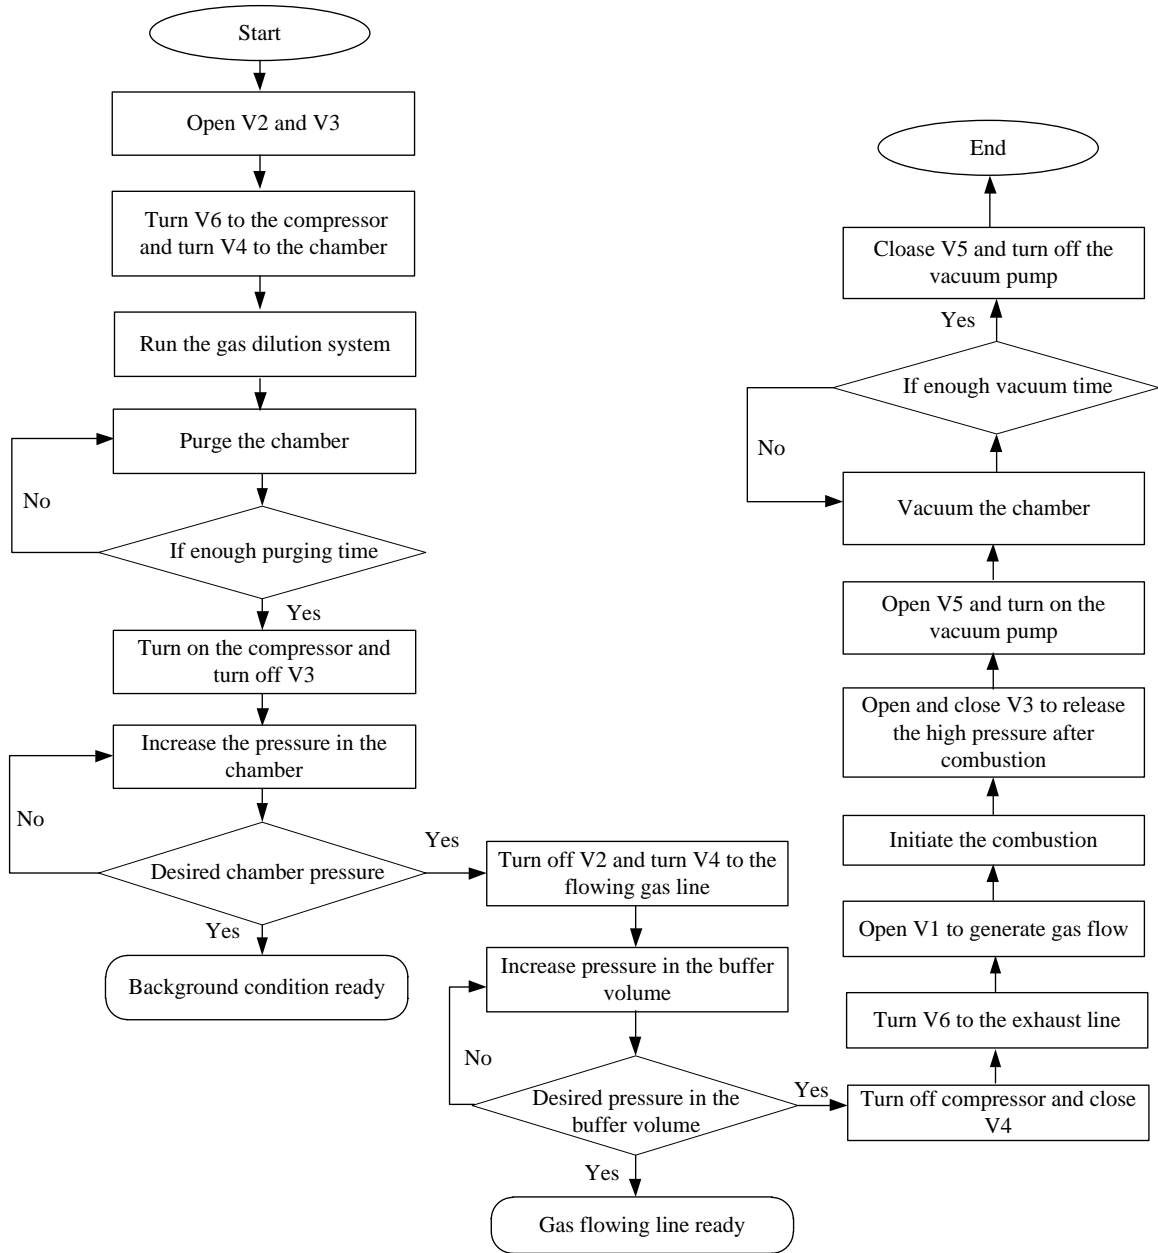 Start
Open V2 and V3
Turn V6 to the compressor
and turn V4 to the chamber
Run the gas dilution system
Purge the chamber
No
If enough purging time
Yes
Turn on the compressor and
turn off V3
Increase the pressure in the
chamber
No
Desired chamber pressure
Yes
Yes
Background condition ready
Turn off V2 and turn V4 to the
flowing gas line
Increase pressure in the buffer
volume
No
Desired pressure in the
buffer volume
Yes
Yes
Gas flowing line ready
Turn off compressor and close
V4
Turn V6 to the exhaust line
Open V1 to generate gas flow
Initiate the combustion
Open and close V3 to release
the high pressure after
combustion
Open V5 and turn on the
vacuum pump
Vacuum the chamber
No
If enough vacuum time
Yes
Cloase V5 and turn off the
vacuum pump
End